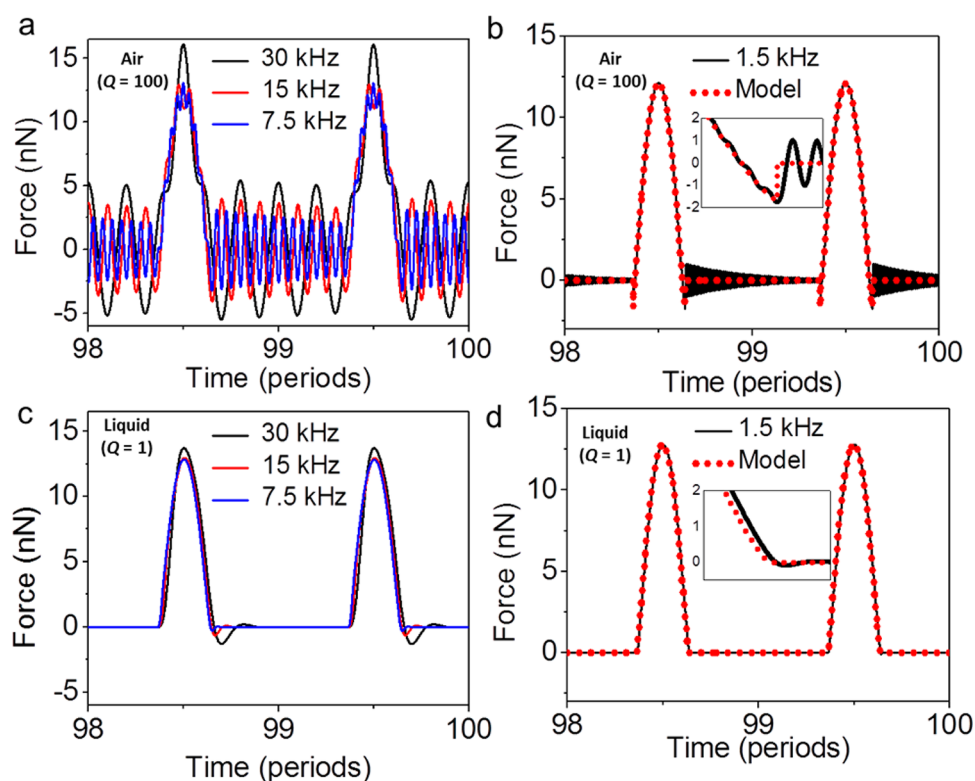 a
Air
(Q = 100)
30 kHz
15 kHz
7.5 kHz
15
10
5
0
-5
Force (nN)
98
99
100
Time (periods)
b
Air
(Q = 100)
1.5 kHz
Model
15
10
5
0
Force (nN)
2
1
0
-1
-2
98
99
100
Time (periods)
c
Liquid
(Q = 1)
30 kHz
15 kHz
7.5 kHz
15
10
5
0
-5
Force (nN)
98
99
100
Time (periods)
d
Liquid
(Q = 1)
1.5 kHz
Model
15
10
5
0
Force (nN)
2
1
0
98
99
100
Time (periods)